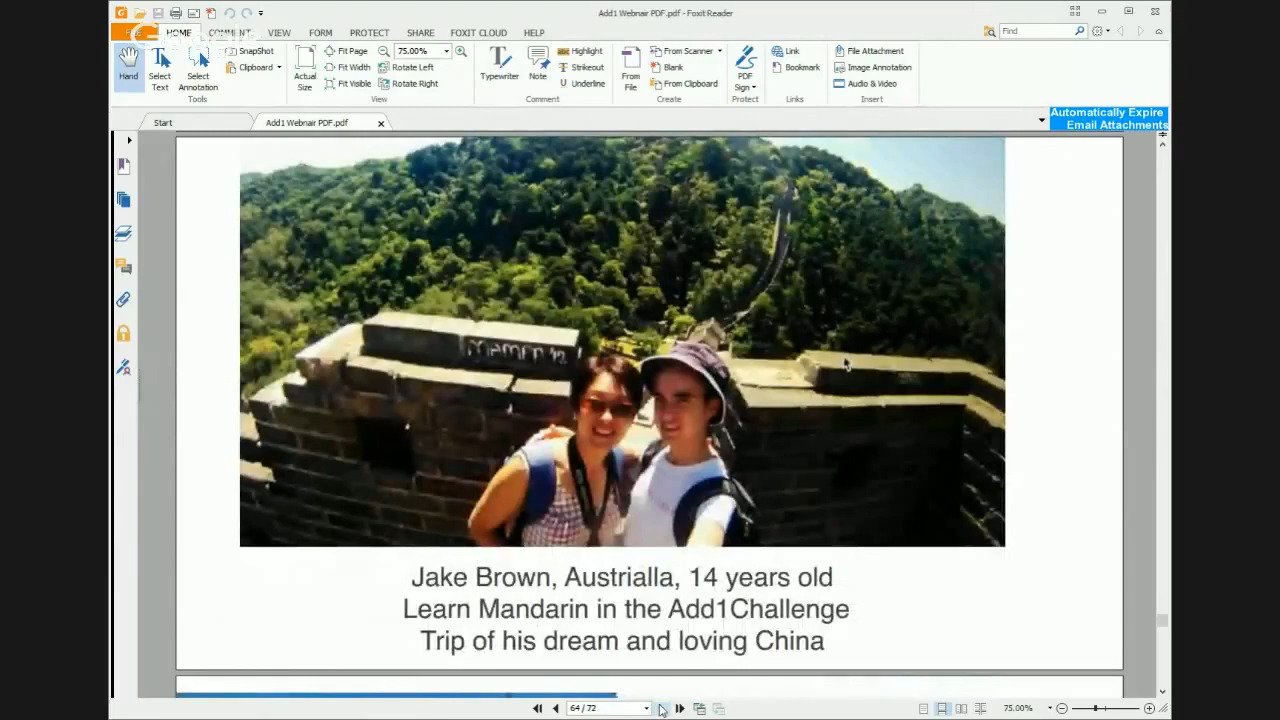 Add1 Webnair PDF.pdf - Foxit Reader
FILE HOME COMMENT VIEW FORM PROTECT SHARE FOXIT CLOUD HELP
Find
Hand
Select Text
Select Annotation
SnapShot
Clipboard
Tools
Actual Size
Fit Page
Fit Width
Fit Visible
75.00%
Rotate Left
Rotate Right
View
Typewriter
Note
Highlight
Strikeout
Underline
Comment
From File
From Scanner
Blank
From Clipboard
Create
PDF Sign
Protect
Link
Bookmark
Links
File Attachment
Image Annotation
Audio & Video
Insert
Start
Add1 Webnair PDF.pdf
Automatically Expire
Email Attachments
Jake Brown, Austrialla, 14 years old
Learn Mandarin in the Add1Challenge
Trip of his dream and loving China
64 / 72
75.00%